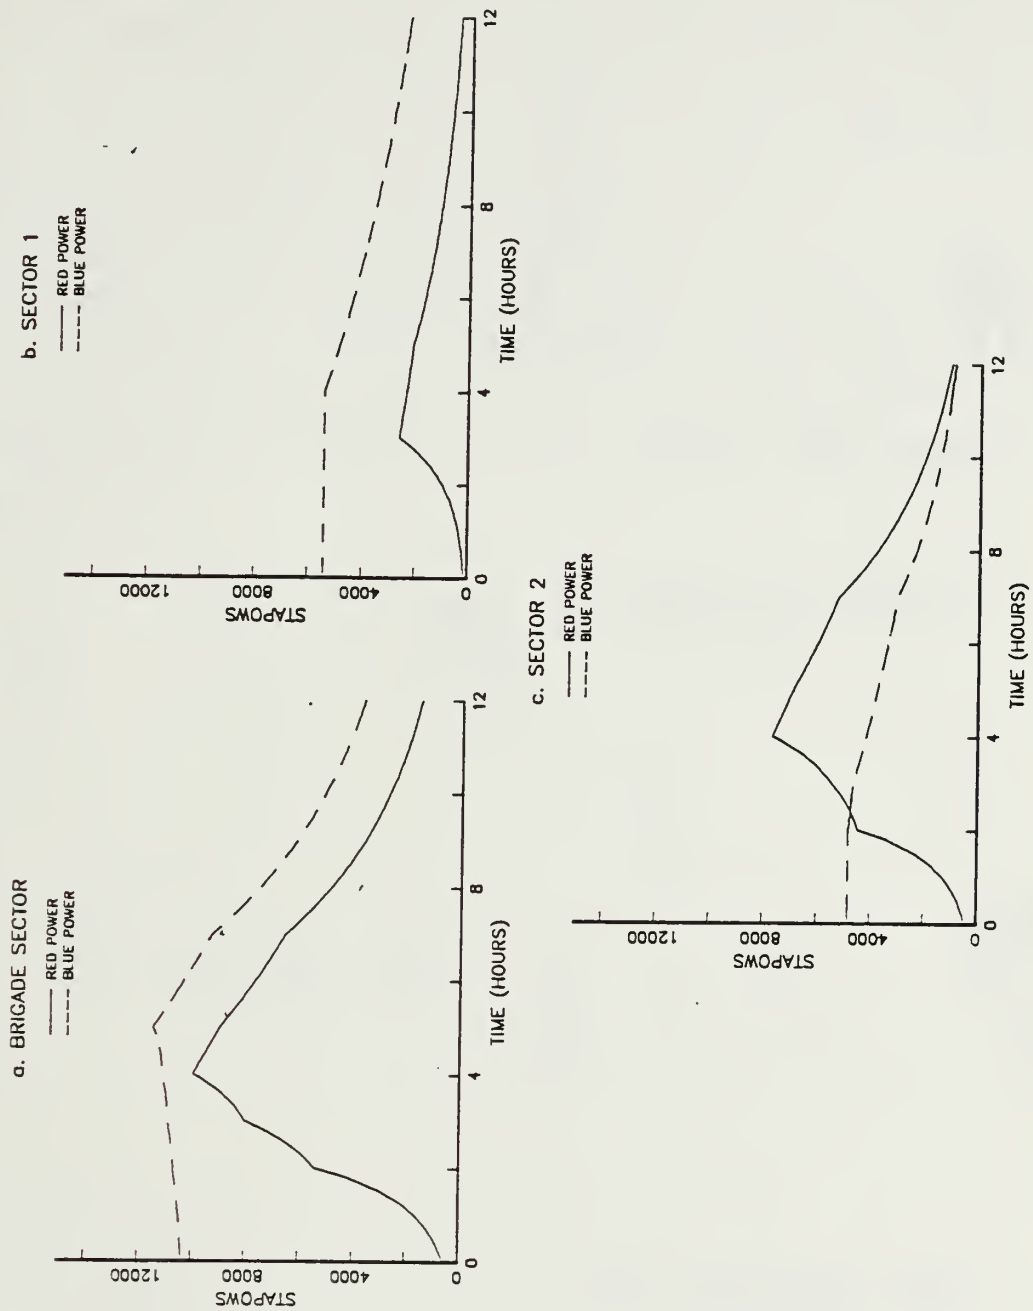 a. BRIGADE SECTOR
RED POWER
BLUE POWER
STAPOWS
12000
8000
4000
0
0
4
8
12
TIME (HOURS)
b. SECTOR 1
RED POWER
BLUE POWER
STAPOWS
12000
8000
4000
0
0
4
8
12
TIME (HOURS)
c. SECTOR 2
RED POWER
BLUE POWER
STAPOWS
12000
8000
4000
0
0
4
8
12
TIME (HOURS)